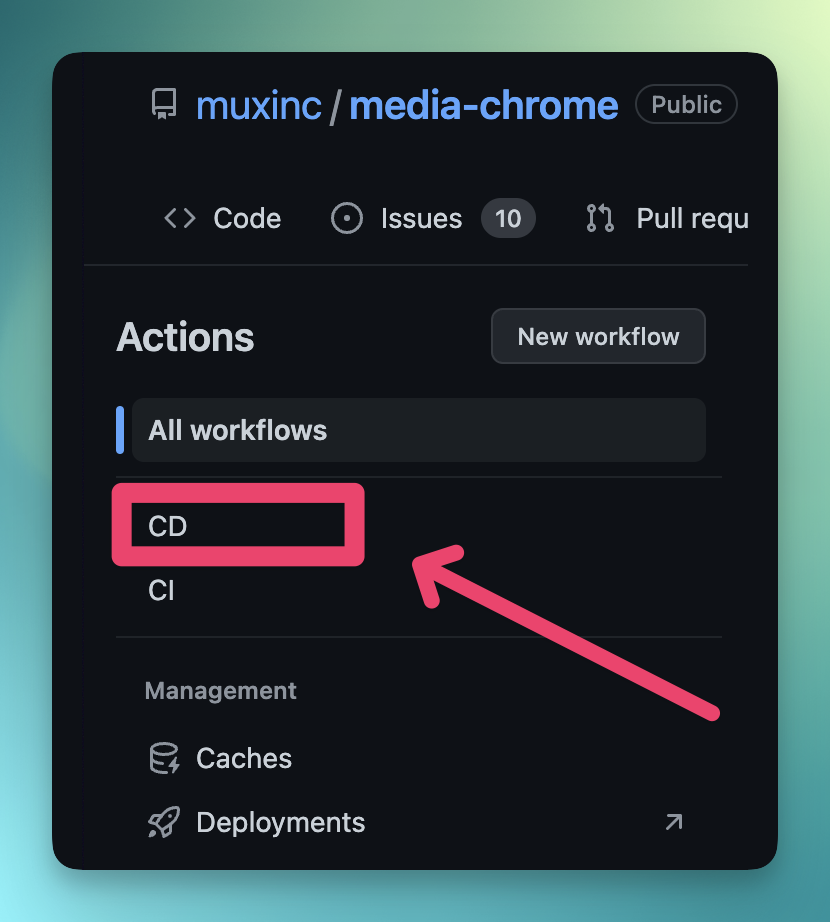 muxinc / media-chrome Public
Code Issues 10 Pull requ
Actions New workflow
All workflows
CD
CI
Management
Caches
Deployments